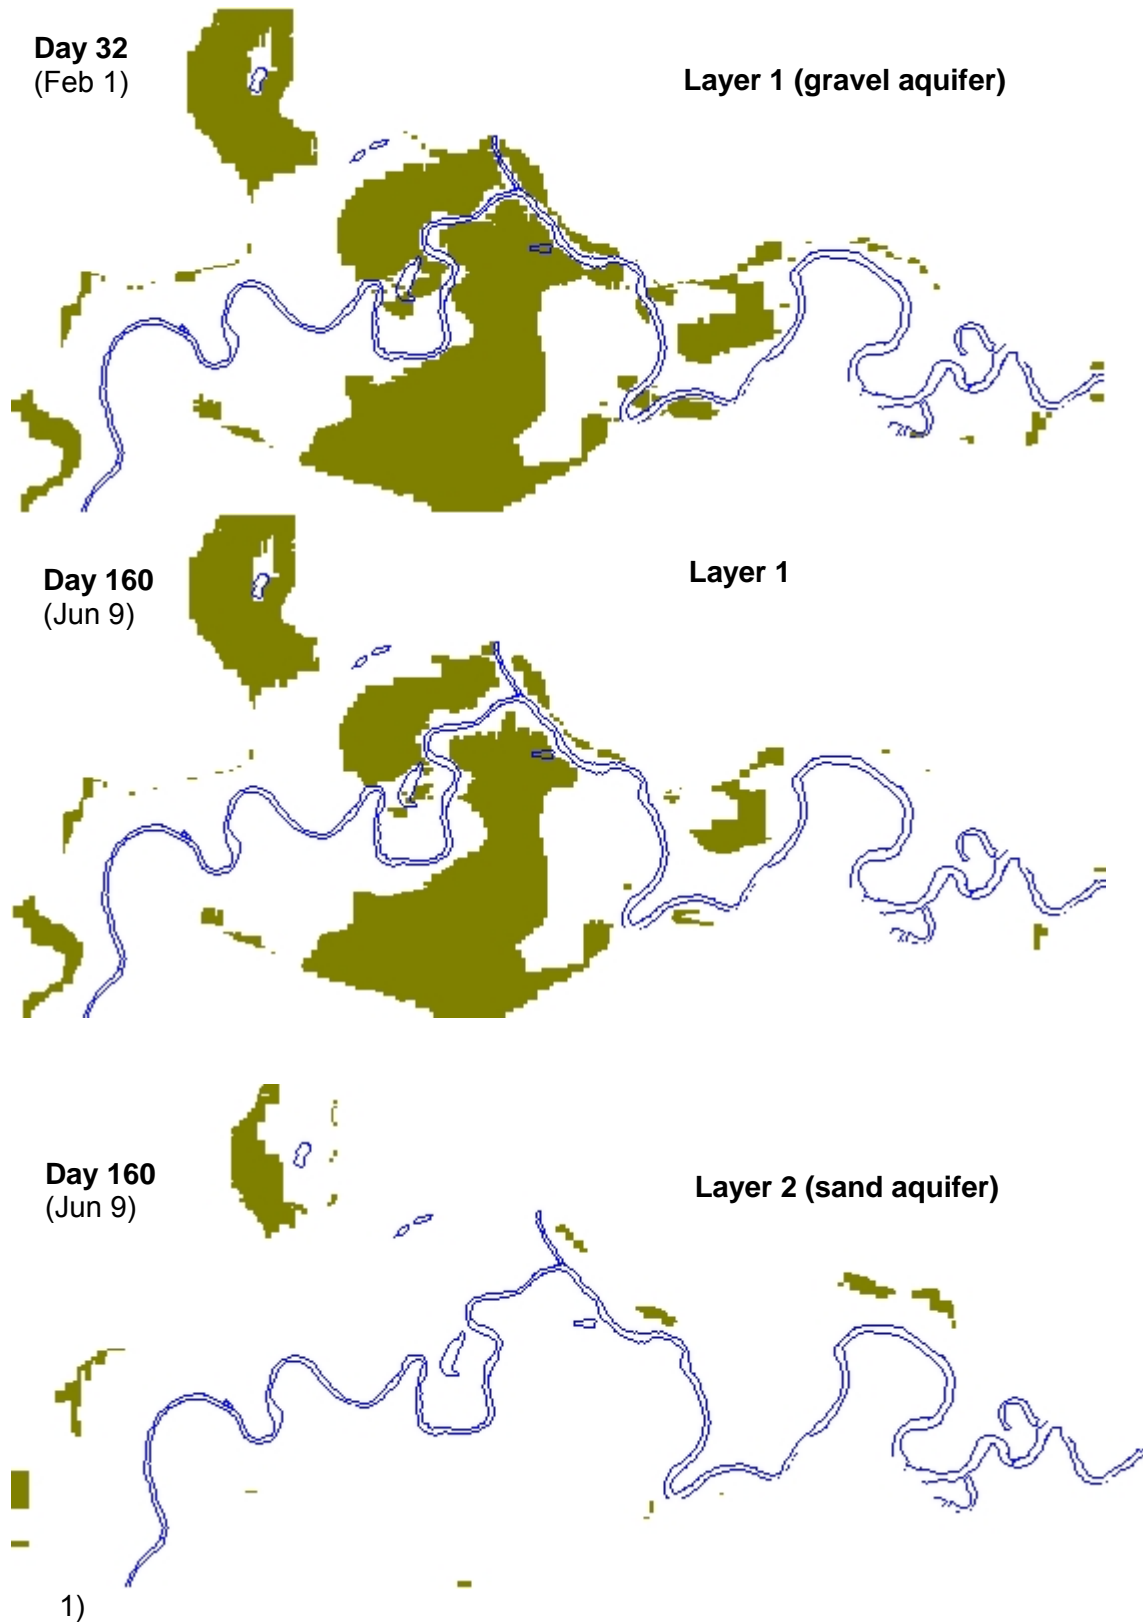 Day 32
(Feb 1)
Layer 1 (gravel aquifer)
Day 160
(Jun 9)
Layer 1
Day 160
(Jun 9)
Layer 2 (sand aquifer)
1)